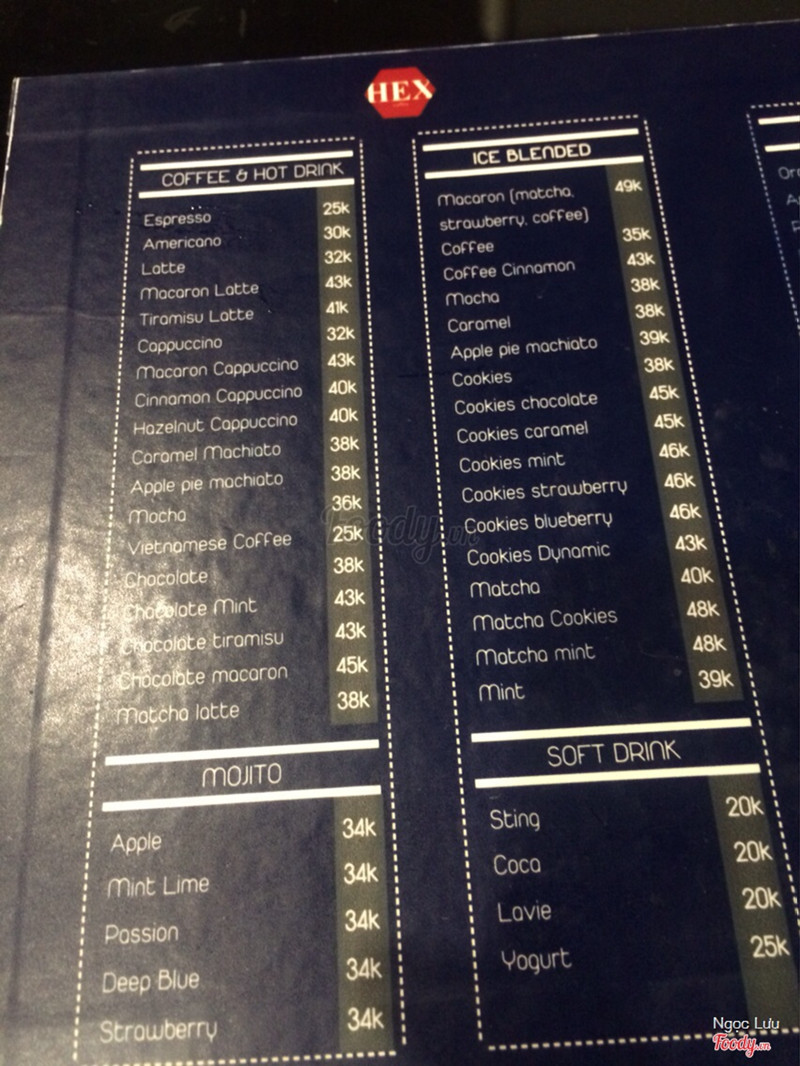 HEX
COFFEE & HOT DRINK
Espresso 25k
Americano 30k
Latte 32k
Macaron Latte 43k
Tiramisu Latte 41k
Cappuccino 32k
Macaron Cappuccino 43k
Cinnamon Cappuccino 40k
Hazelnut Cappuccino 40k
Caramel Machiato 38k
Apple pie machiato 38k
Mocha 36k
Vietnamese Coffee 25k
Chocolate 38k
Chocolate Mint 43k
Chocolate tiramisu 43k
Chocolate macaron 45k
Matcha latte 38k
MOJITO
Apple 34k
Mint Lime 34k
Passion 34k
Deep Blue 34k
Strawberry 34k
ICE BLENDED
Macaron (matcha, 49k
strawberry, coffee)
Coffee 35k
Coffee Cinnamon 43k
Mocha 38k
Caramel 38k
Apple pie machiato 39k
Cookies 38k
Cookies chocolate 45k
Cookies caramel 45k
Cookies mint 46k
Cookies strawberry 46k
Cookies blueberry 46k
Cookies Dynamic 43k
Matcha 40k
Matcha Cookies 48k
Matcha mint 48k
Mint 39k
SOFT DRINK
Sting 20k
Coca 20k
Lavie 20k
Yogurt 25k
Foody.vn
Ngọc Lưu
Foody.vn